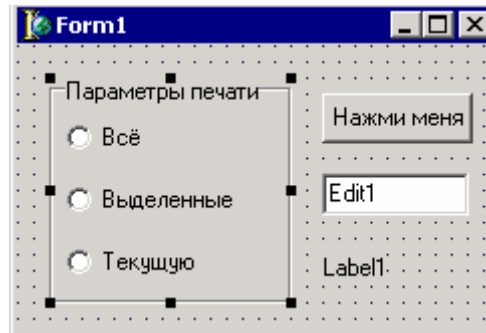 Form1
Параметры печати
Всё
Выделенные
Текущую
Нажми меня
Edit1
Label1